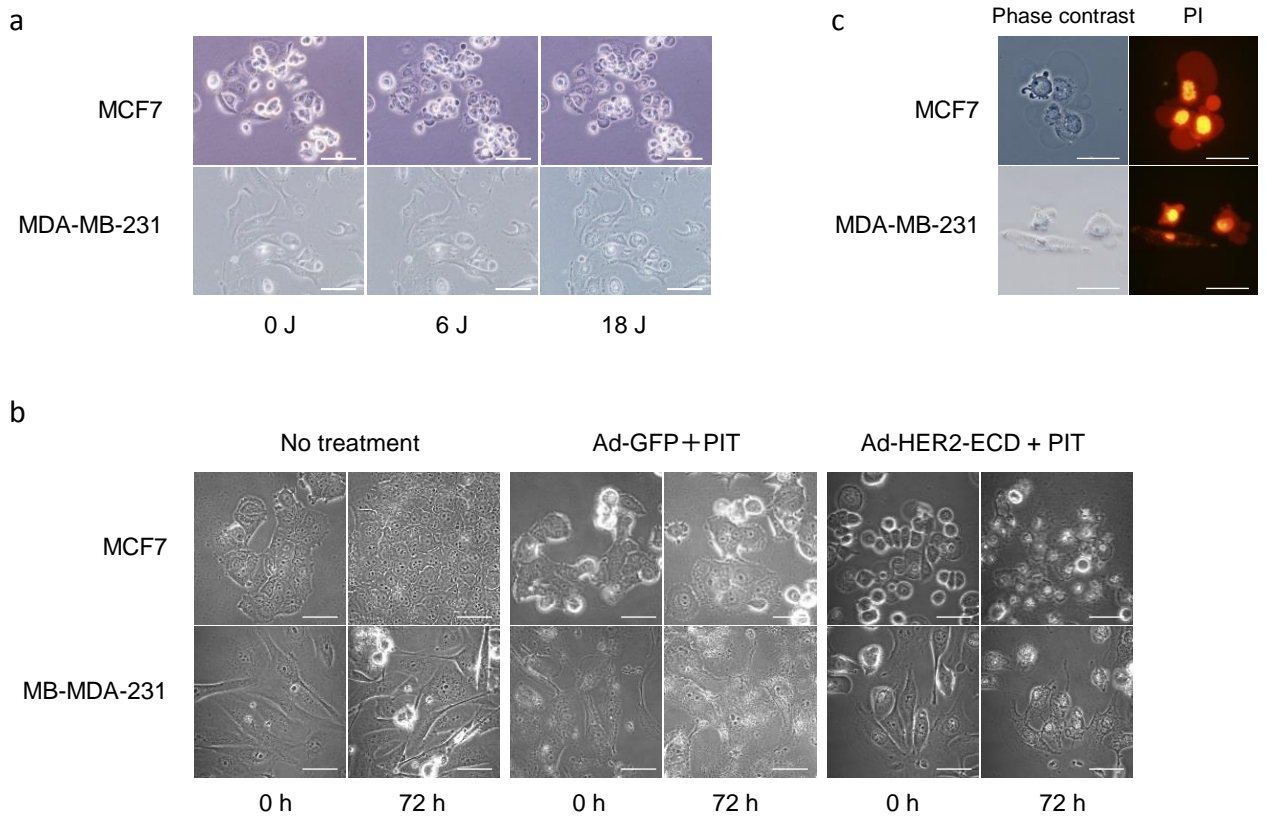 a
MCF7
MDA-MB-231
0 J 6 J 18 J
c
Phase contrast PI
MCF7
MDA-MB-231
b
No treatment Ad-GFP＋PIT Ad-HER2-ECD + PIT
MCF7
MB-MDA-231
0 h 72 h 0 h 72 h 0 h 72 h